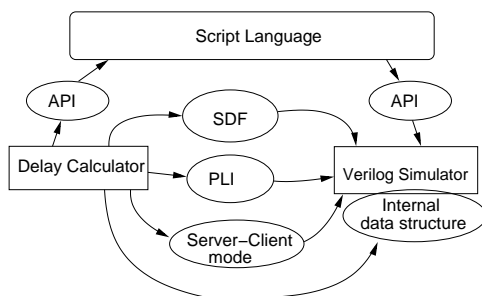 Script Language
API
API
SDF
Delay Calculator
PLI
Verilog Simulator
Internal
data structure
Server−Client
mode